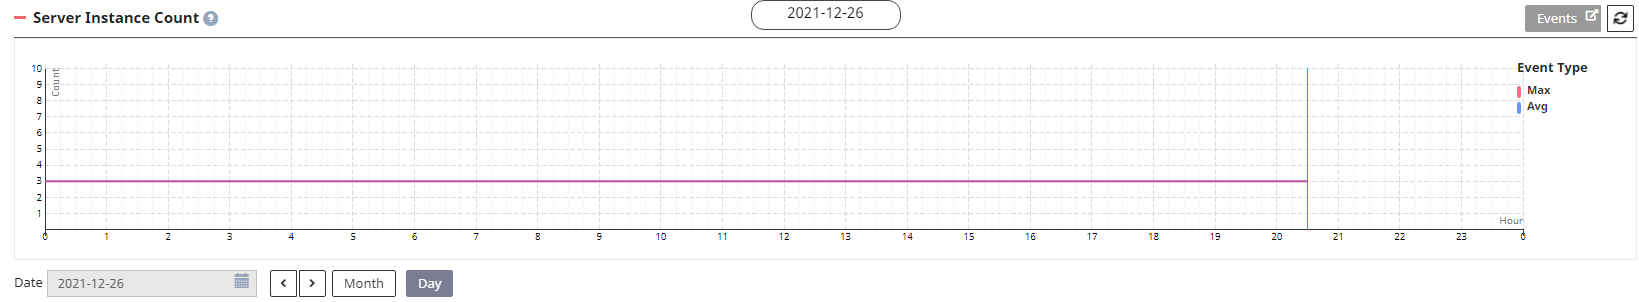 Server Instance Count ?
2021-12-26
Events
Count
10
9
8
7
6
5
4
3
2
1
Hour
0 1 2 3 4 5 6 7 8 9 10 11 12 13 14 15 16 17 18 19 20 21 22 23 0
Event Type
Max
Avg
Date 2021-12-26 < > Month Day